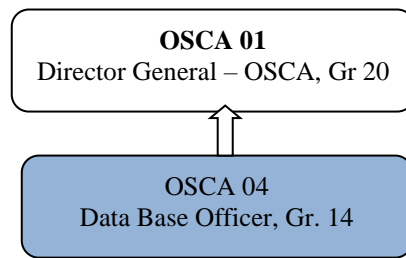 OSCA 01
Director General – OSCA, Gr 20
OSCA 04
Data Base Officer, Gr. 14